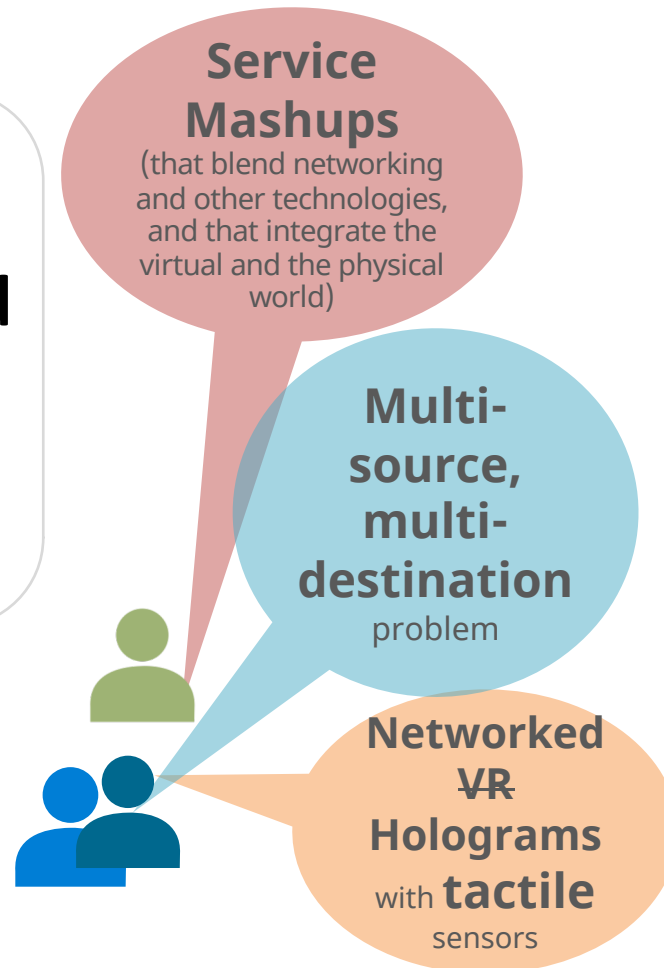 Service
Mashups
(that blend networking
and other technologies,
and that integrate the
virtual and the physical
world)
Multi-
source,
multi-
destination
problem
Networked
VR
Holograms
with tactile
sensors